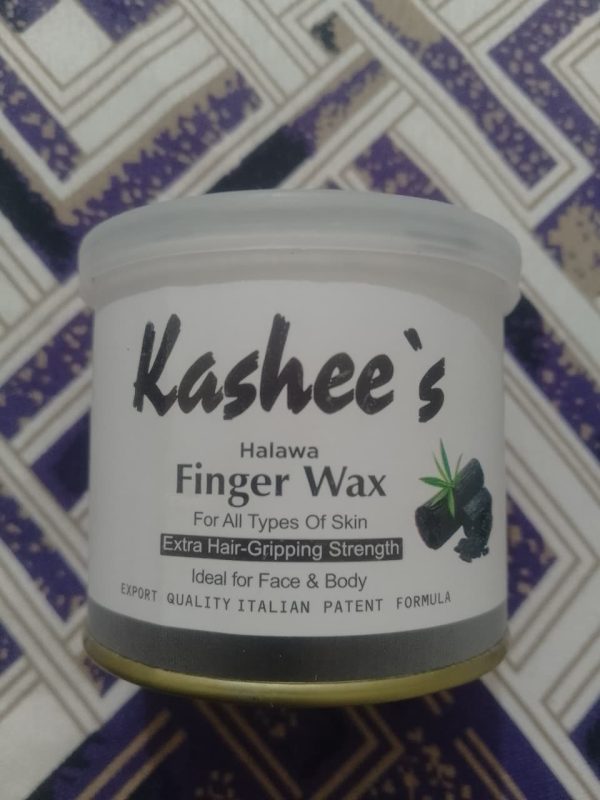 Kashee`s
Halawa
Finger Wax
For All Types Of Skin
Extra Hair-Gripping Strength
Ideal for Face & Body
EXPORT QUALITY ITALIAN PATENT FORMULA